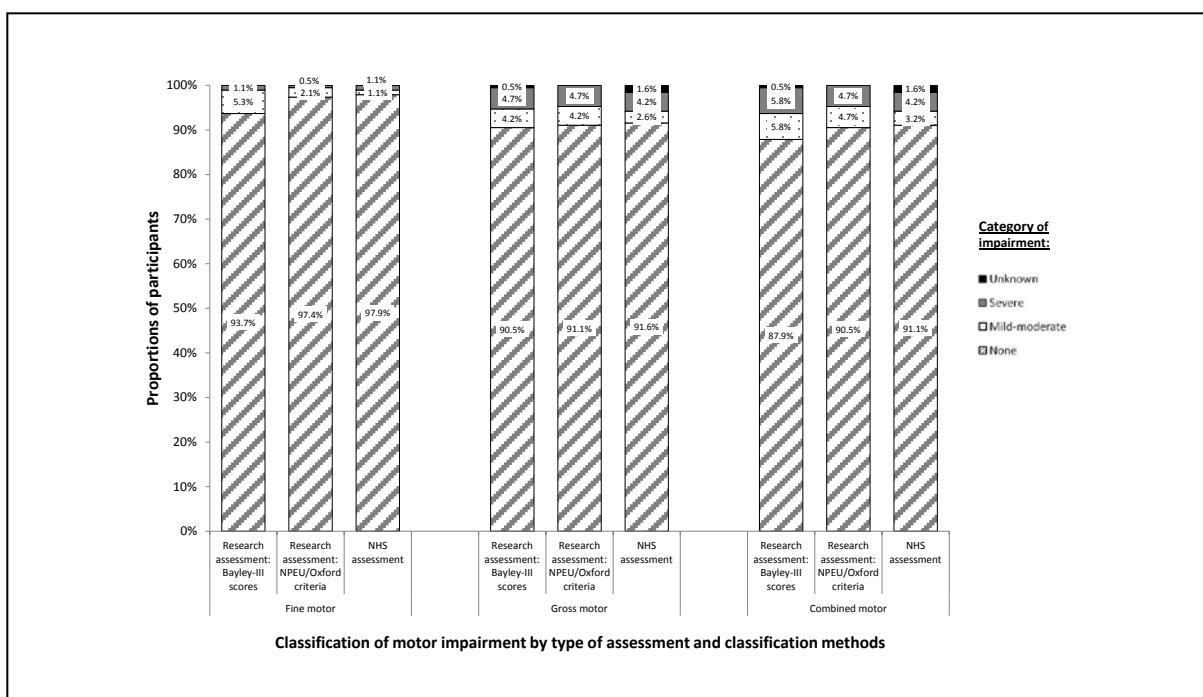 100%
90%
80%
70%
60%
50%
40%
30%
20%
10%
0%
Proportions of participants
1.1%
5.3%
93.7%
0.5%
2.1%
97.4%
1.1%
1.1%
97.9%
0.5%
4.7%
4.2%
90.5%
4.7%
4.2%
91.1%
1.6%
4.2%
2.6%
91.6%
0.5%
5.8%
5.8%
87.9%
4.7%
4.7%
90.5%
1.6%
4.2%
3.2%
91.1%
Research
assessment:
Bayley-III
scores
Research
assessment:
NPEU/Oxford
criteria
NHS
assessment
Research
assessment:
Bayley-III
scores
Research
assessment:
NPEU/Oxford
criteria
NHS
assessment
Research
assessment:
Bayley-III
scores
Research
assessment:
NPEU/Oxford
criteria
NHS
assessment
Fine motor
Gross motor
Combined motor
Classification of motor impairment by type of assessment and classification methods
Category of
impairment:
Unknown
Severe
Mild-moderate
None